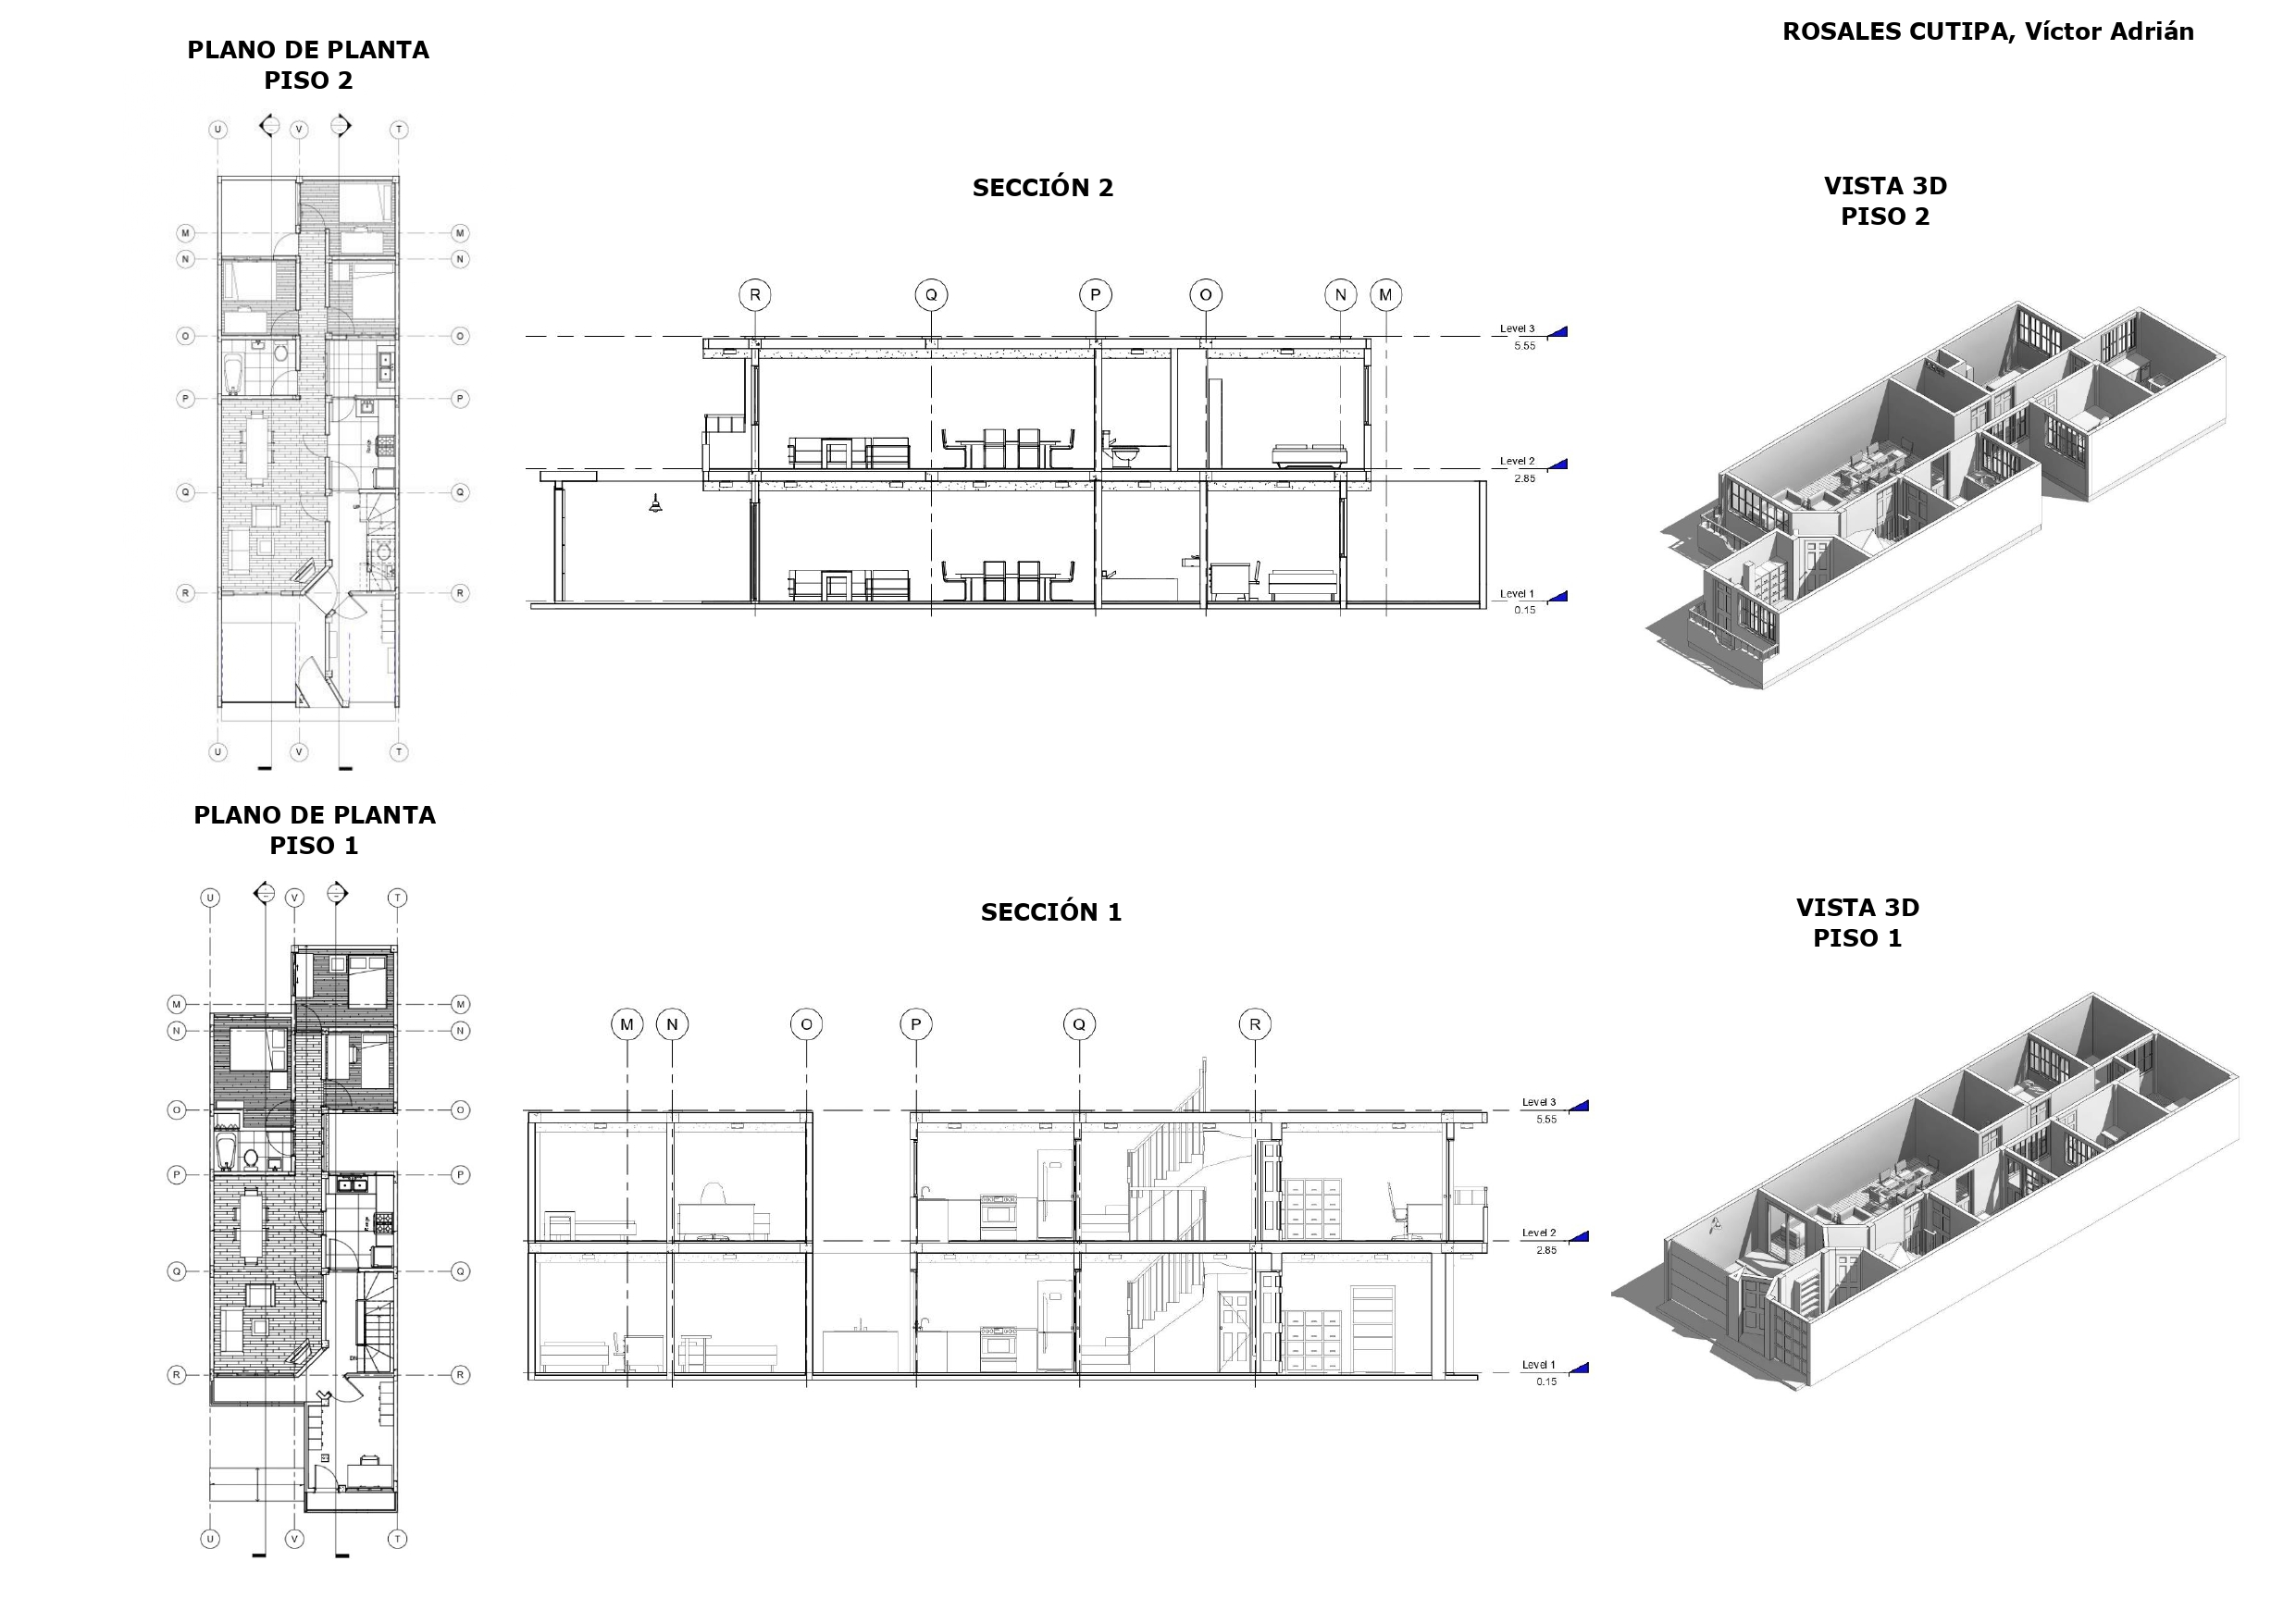 ROSALES CUTIPA, Víctor Adrián
PLANO DE PLANTA
PISO 2
U V T
M M
N N
O O
P P
Q Q
R R
U V T
SECCIÓN 2
R Q P O N M
Level 3
5.55
Level 2
2.85
Level 1
0.15
VISTA 3D
PISO 2
PLANO DE PLANTA
PISO 1
U V T
M M
N N
O O
P P
Q Q
R R
U V T
SECCIÓN 1
M N O P Q R
Level 3
5.55
Level 2
2.85
Level 1
0.15
VISTA 3D
PISO 1